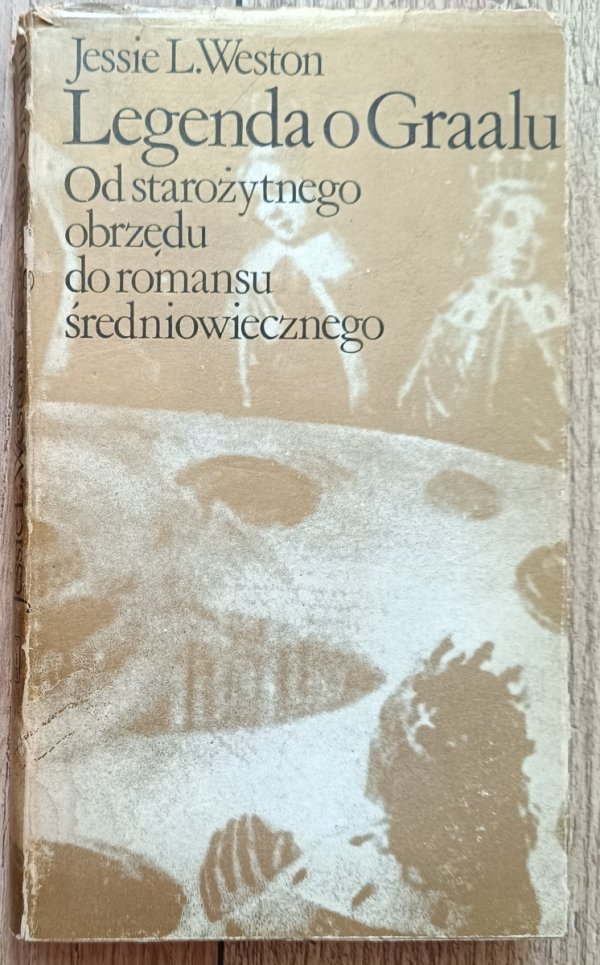 Jessie L. Weston
Legenda o Graalu
Od starożytnego
obrzędu
do romansu
średniowiecznego